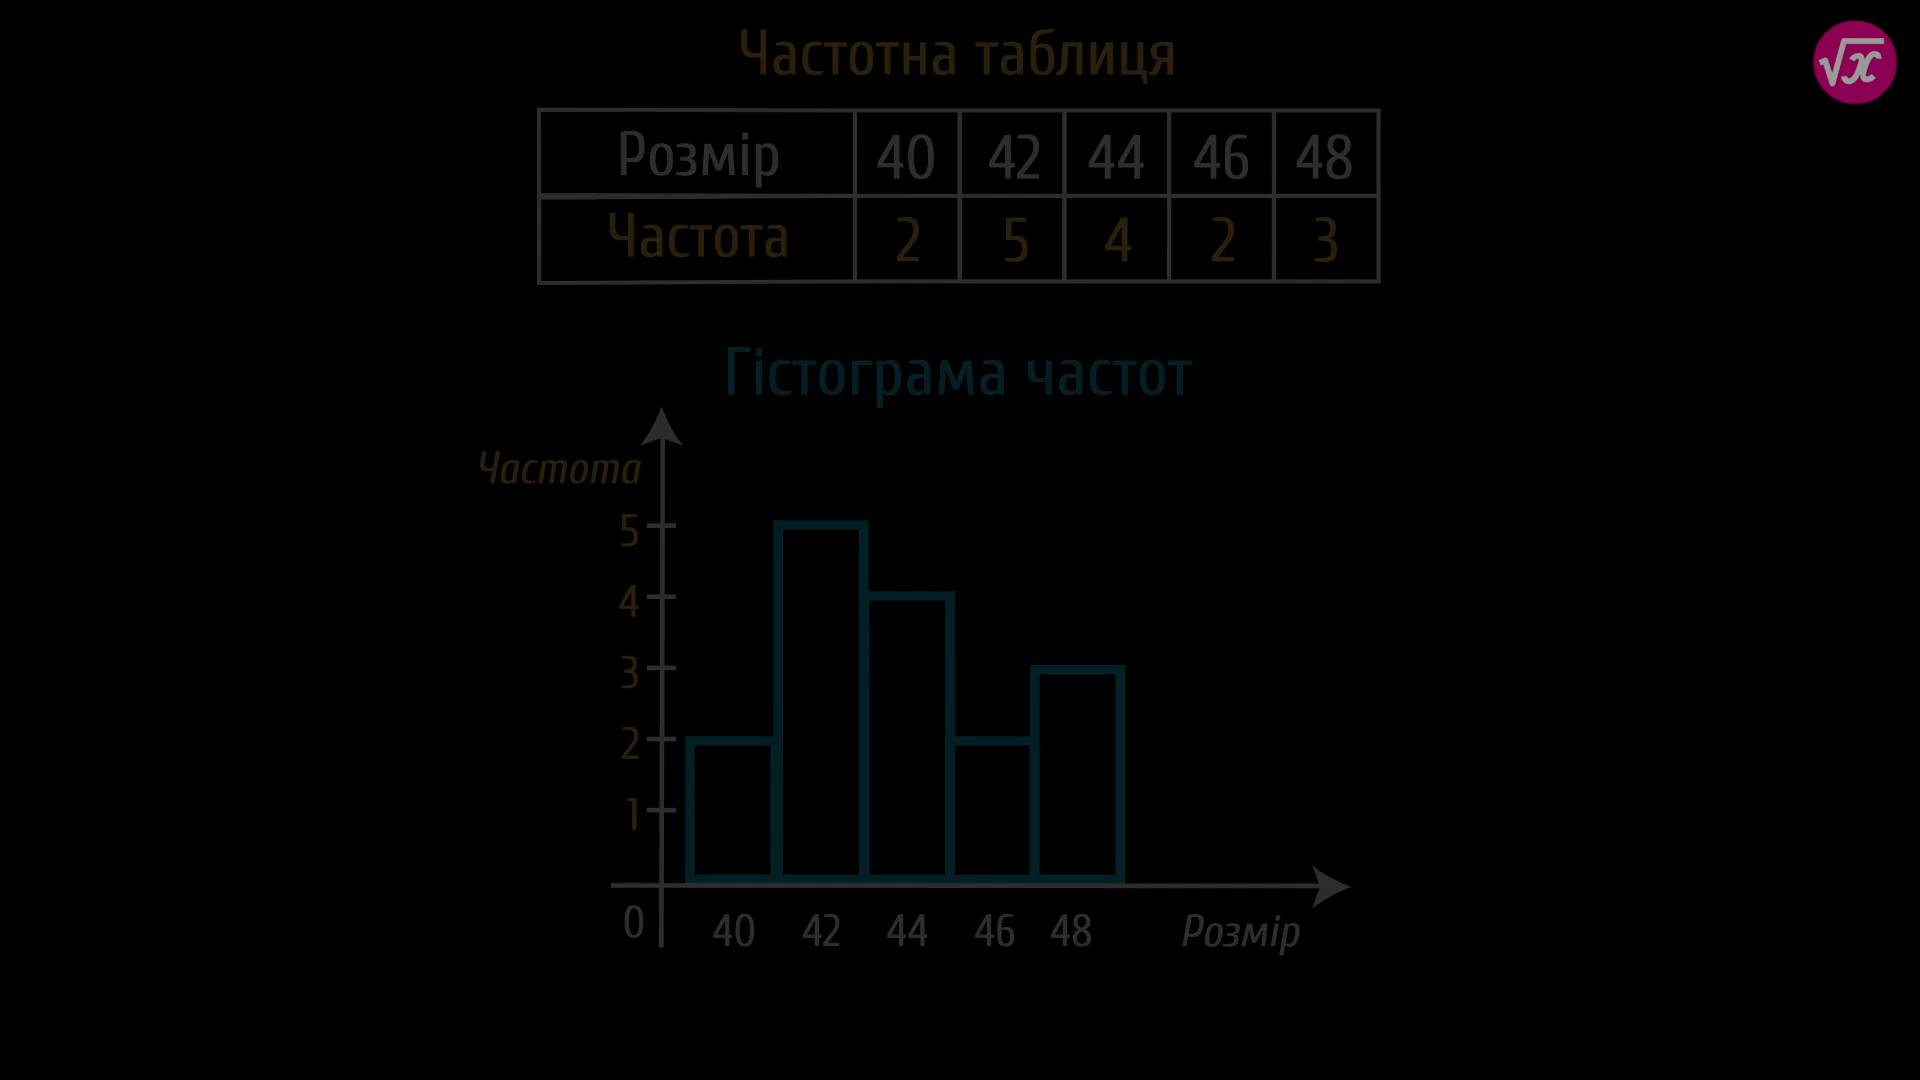 Частотна таблиця
√x
Розмір 40 42 44 46 48
Частота 2 5 4 2 3
Гістограма частот
Частота
5
4
3
2
1
0 40 42 44 46 48 Розмір